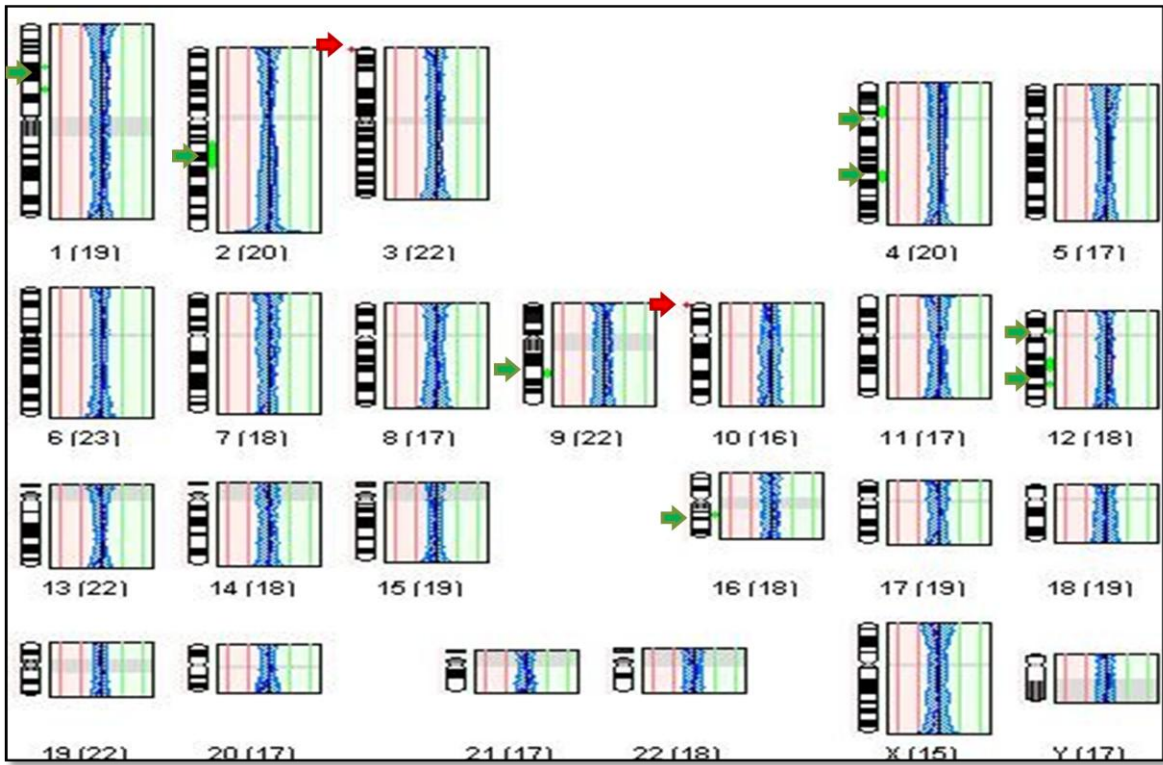 1 (19) 2 (20) 3 (22) 4 (20) 5 (17)
6 (23) 7 (18) 8 (17) 9 (22) 10 (16) 11 (17) 12 (18)
13 (22) 14 (18) 15 (19) 16 (18) 17 (19) 18 (19)
19 (22) 20 (17) 21 (17) 22 (18) X (15) Y (17)